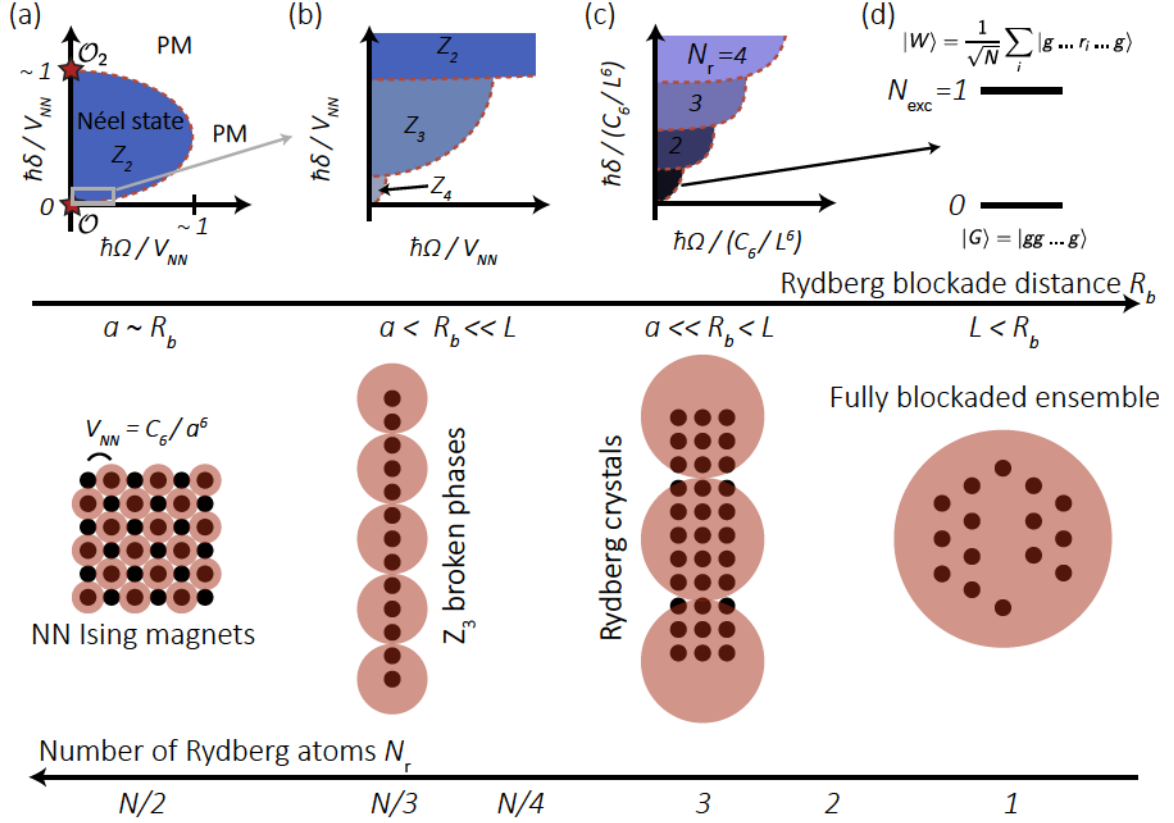 (a)
(b)
(c)
(d)
ħδ / V_NN
~ 1
O₂
PM
Néel state
Z₂
PM
0
O
~ 1
ħΩ / V_NN
ħδ / V_NN
Z₂
Z₃
Z₄
ħΩ / V_NN
ħδ / (C₆ / L⁶)
N_r = 4
3
2
ħΩ / (C₆ / L⁶)
|W⟩ = 1/√N ∑_i |g ... r_i ... g⟩
N_exc = 1
0
|G⟩ = |gg ... g⟩
Rydberg blockade distance R_b
a ~ R_b
a < R_b << L
a << R_b < L
L < R_b
V_NN = C₆ / a⁶
NN Ising magnets
Z₃ broken phases
Rydberg crystals
Fully blockaded ensemble
Number of Rydberg atoms N_r
N/2
N/3
N/4
3
2
1